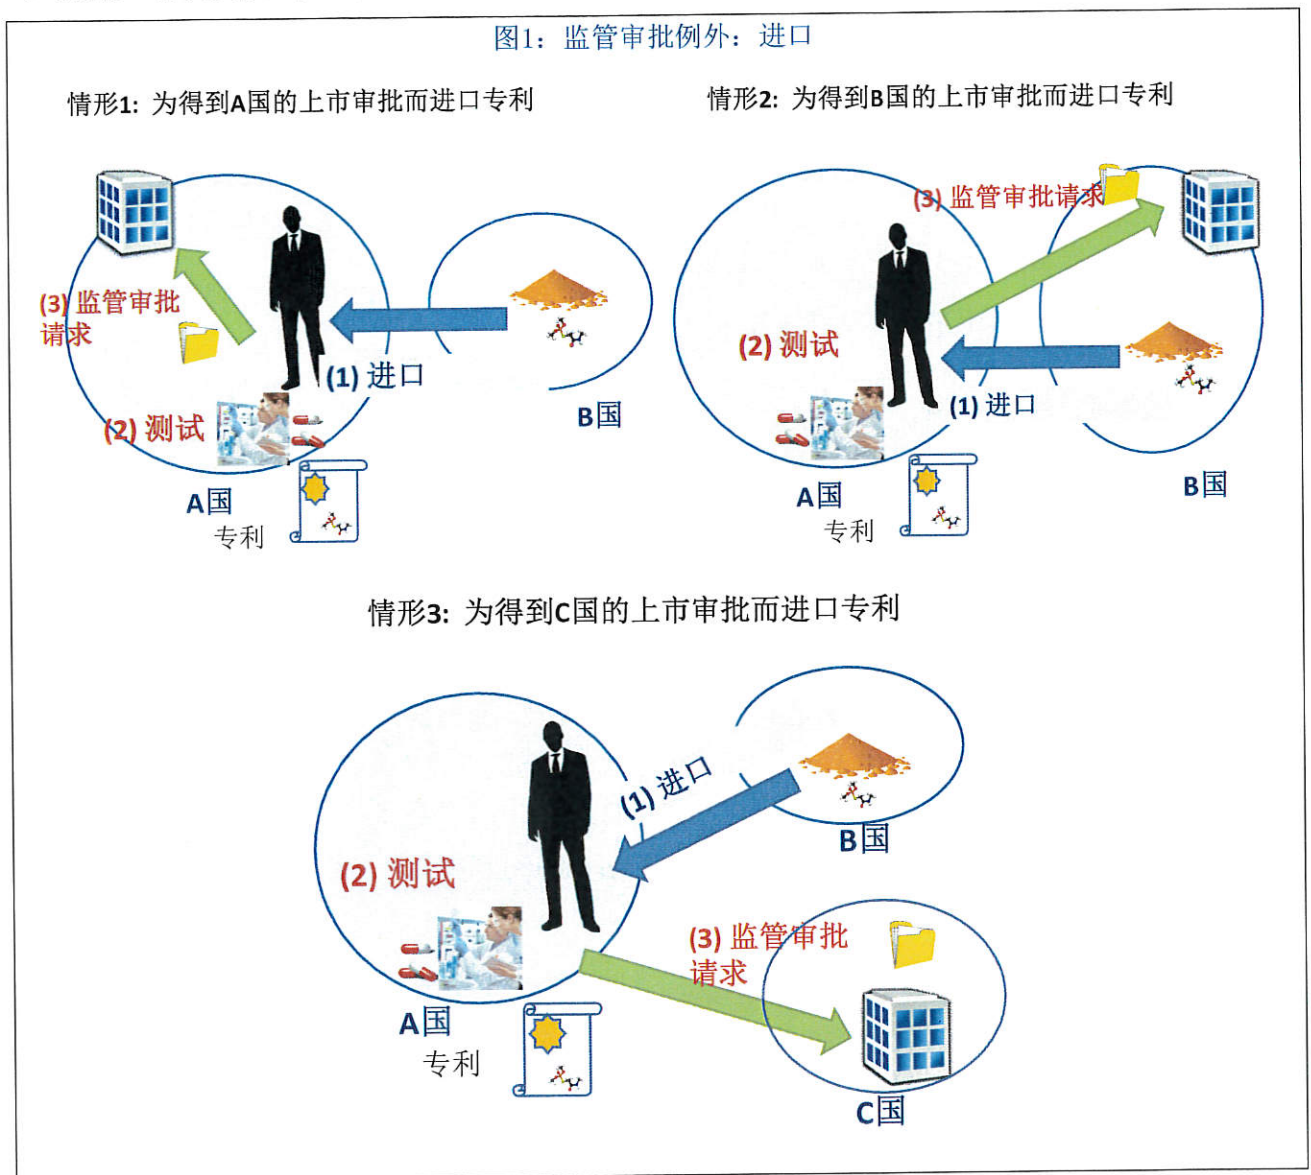 图1：监管审批例外：进口
情形1: 为得到A国的上市审批而进口专利
(3) 监管审批
请求
(1) 进口
(2) 测试
B国
A国
专利
情形2: 为得到B国的上市审批而进口专利
(3) 监管审批请求
(2) 测试
(1) 进口
B国
A国
专利
情形3: 为得到C国的上市审批而进口专利
(1) 进口
B国
(2) 测试
(3) 监管审批
请求
A国
专利
C国